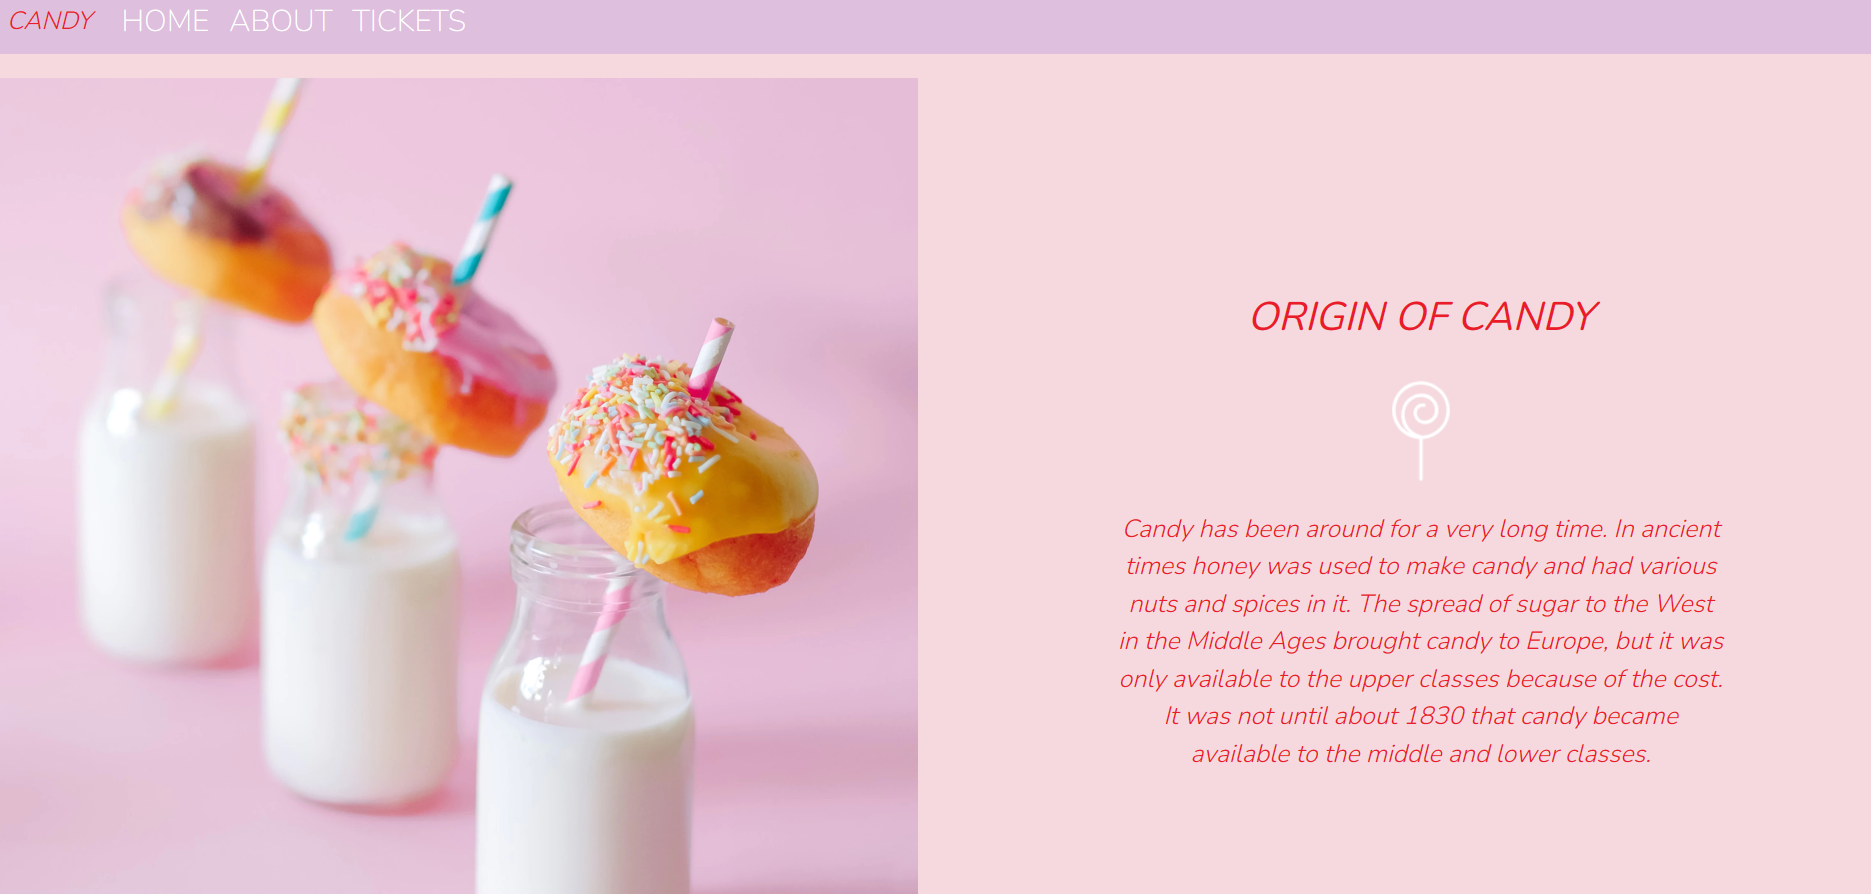 CANDY HOME ABOUT TICKETS
ORIGIN OF CANDY
Candy has been around for a very long time. In ancient
times honey was used to make candy and had various
nuts and spices in it. The spread of sugar to the West
in the Middle Ages brought candy to Europe, but it was
only available to the upper classes because of the cost.
It was not until about 1830 that candy became
available to the middle and lower classes.